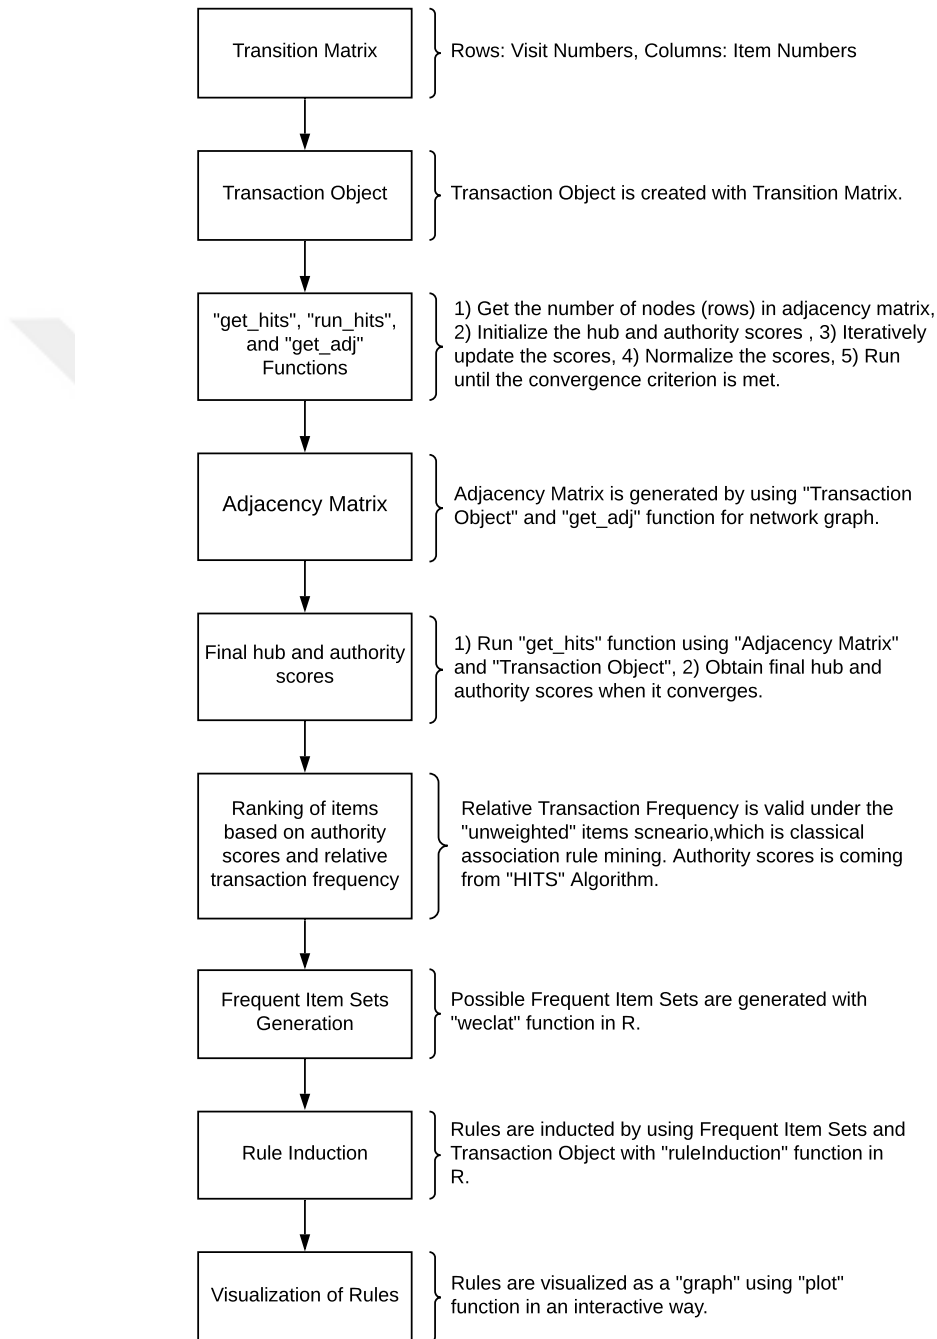 Transition Matrix
Rows: Visit Numbers, Columns: Item Numbers
Transaction Object
Transaction Object is created with Transition Matrix.
"get_hits", "run_hits",
and "get_adj"
Functions
1) Get the number of nodes (rows) in adjacency matrix,
2) Initialize the hub and authority scores , 3) Iteratively
update the scores, 4) Normalize the scores, 5) Run
until the convergence criterion is met.
Adjacency Matrix
Adjacency Matrix is generated by using "Transaction
Object" and "get_adj" function for network graph.
Final hub and authority
scores
1) Run "get_hits" function using "Adjacency Matrix"
and "Transaction Object", 2) Obtain final hub and
authority scores when it converges.
Ranking of items
based on authority
scores and relative
transaction frequency
Relative Transaction Frequency is valid under the
"unweighted" items scneario,which is classical
association rule mining. Authority scores is coming
from "HITS" Algorithm.
Frequent Item Sets
Generation
Possible Frequent Item Sets are generated with
"weclat" function in R.
Rule Induction
Rules are inducted by using Frequent Item Sets and
Transaction Object with "ruleInduction" function in
R.
Visualization of Rules
Rules are visualized as a "graph" using "plot"
function in an interactive way.